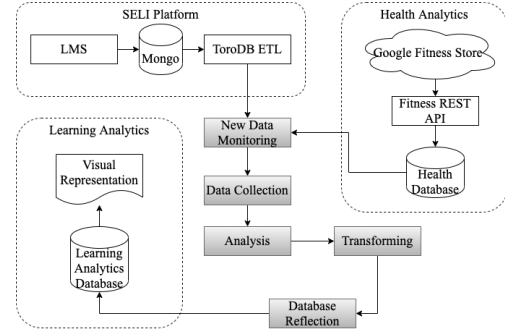 SELI Platform
LMS
Mongo
ToroDB ETL
Health Analytics
Google Fitness Store
Fitness REST
API
Health
Database
New Data
Monitoring
Data Collection
Analysis
Transforming
Database
Reflection
Learning Analytics
Visual
Representation
Learning
Analytics
Database